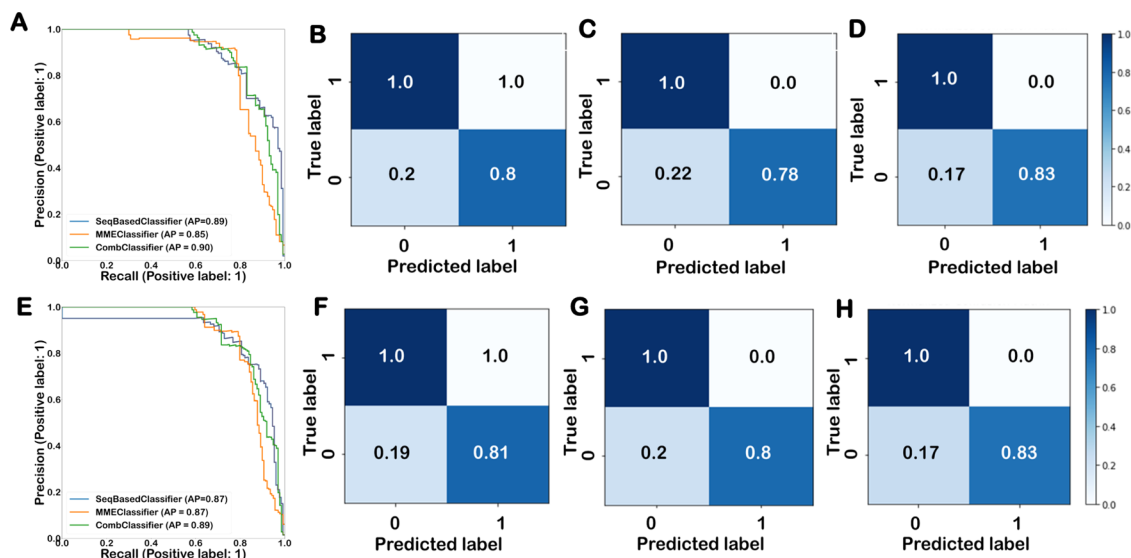 A
Precision (Positive label: 1)
1.0
0.8
0.6
0.4
0.2
0.0
SeqBasedClassifier (AP=0.89)
MMEClassifier (AP = 0.85)
CombClassifier (AP = 0.90)
0.0 0.2 0.4 0.6 0.8 1.0
Recall (Positive label: 1)
B
True label
1
0
1.0 1.0
0.2 0.8
0 1
Predicted label
C
True label
1
0
1.0 0.0
0.22 0.78
0 1
Predicted label
D
True label
1
0
1.0 0.0
0.17 0.83
0 1
Predicted label
1.0
0.8
0.6
0.4
0.2
0.0
E
Precision (Positive label: 1)
1.0
0.8
0.6
0.4
0.2
0.0
SeqBasedClassifier (AP=0.87)
MMEClassifier (AP = 0.87)
CombClassifier (AP = 0.89)
0.0 0.2 0.4 0.6 0.8 1.0
Recall (Positive label: 1)
F
True label
1
0
1.0 1.0
0.19 0.81
0 1
Predicted label
G
True label
1
0
1.0 0.0
0.2 0.8
0 1
Predicted label
H
True label
1
0
1.0 0.0
0.17 0.83
0 1
Predicted label
1.0
0.8
0.6
0.4
0.2
0.0